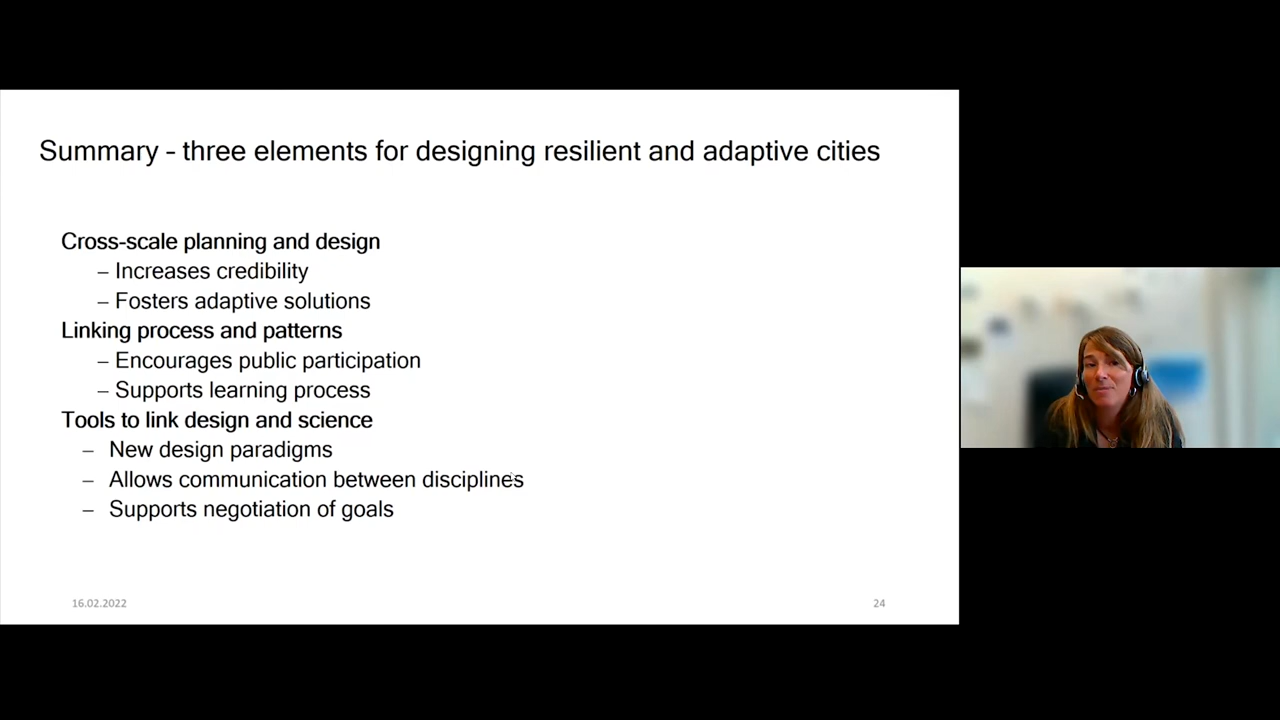 Summary - three elements for designing resilient and adaptive cities
Cross-scale planning and design
– Increases credibility
– Fosters adaptive solutions
Linking process and patterns
– Encourages public participation
– Supports learning process
Tools to link design and science
– New design paradigms
– Allows communication between disciplines
– Supports negotiation of goals
16.02.2022
24